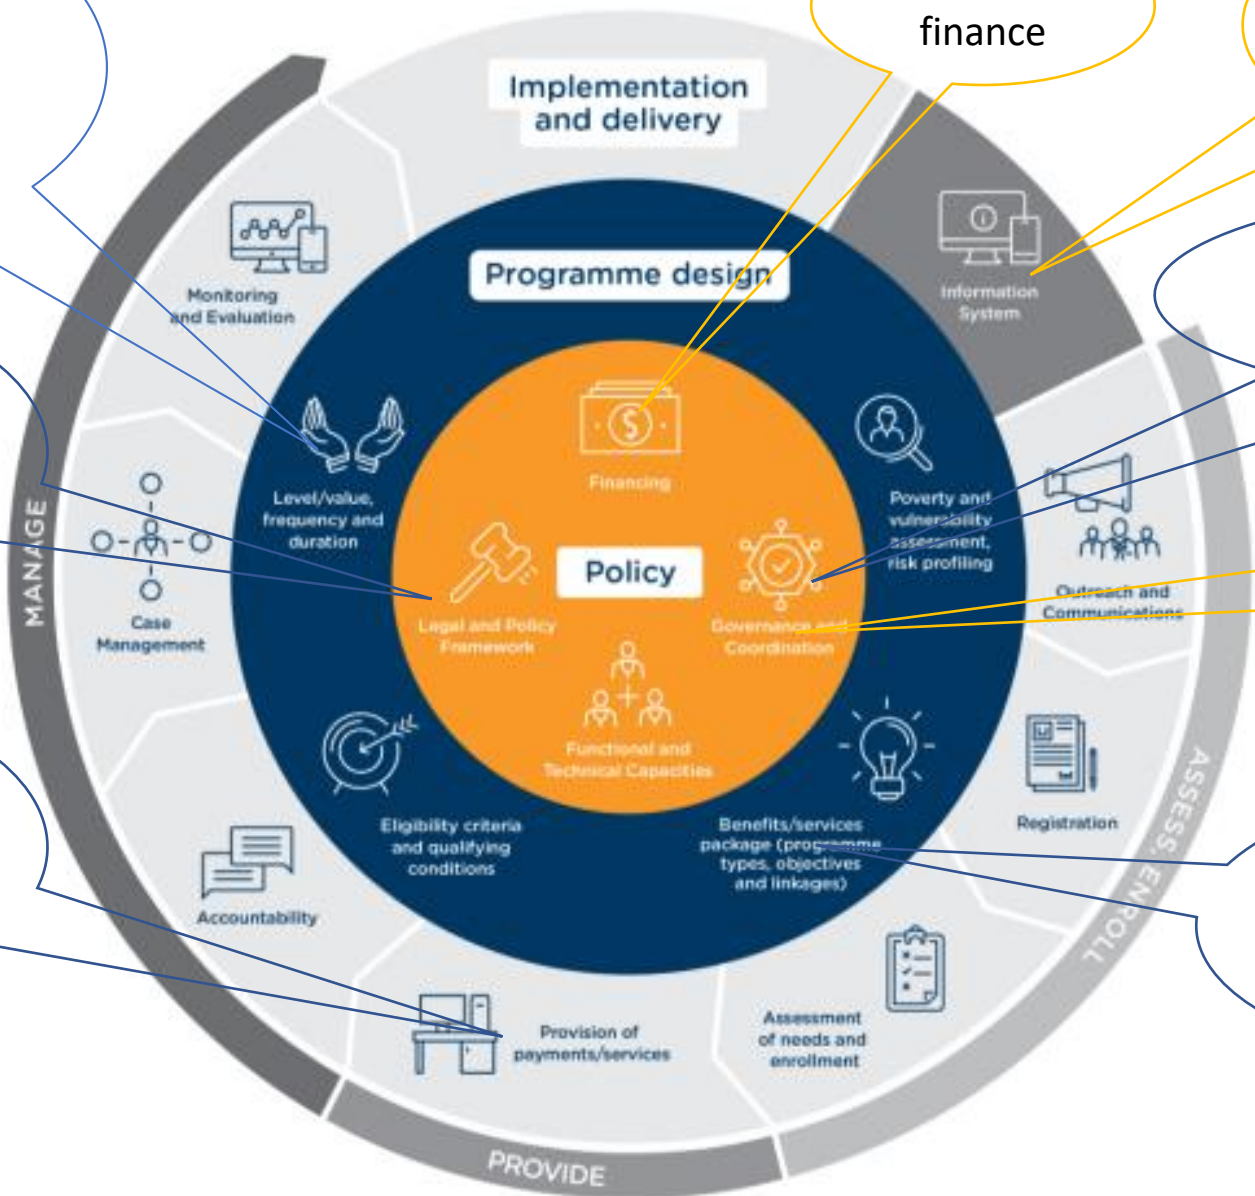 finance
Implementation
and delivery
Programme design
Information
System
Monitoring
and Evaluation
Financing
Level/value,
frequency and
duration
Poverty and
vulnerability
assessment,
risk profiling
Policy
Legal and Policy
Framework
Governance and
Coordination
Functional and
Technical Capacities
Outreach and
Communications
MANAGE
Case
Management
Eligibility criteria
and qualifying
conditions
Benefits/services
package (programme
types, objectives
and linkages)
Registration
ASSESS, ENROLL
Accountability
Provision of
payments/services
Assessment
of needs and
enrollment
PROVIDE